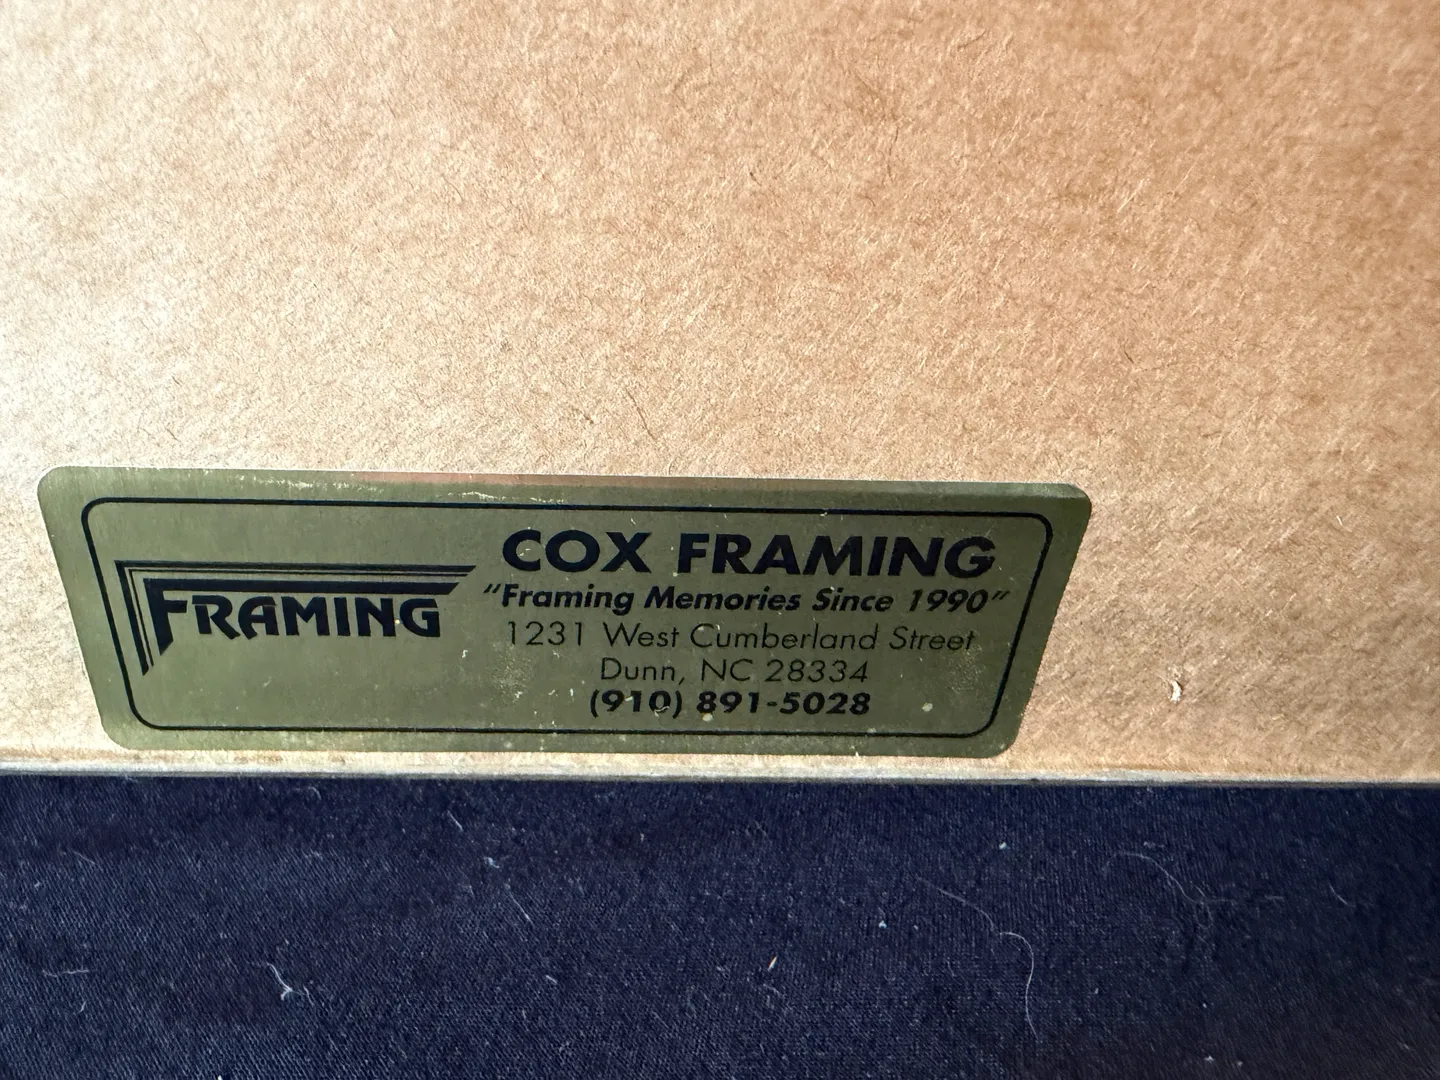 FRAMING
COX FRAMING
"Framing Memories Since 1990"
1231 West Cumberland Street
Dunn, NC 28334
(910) 891-5028